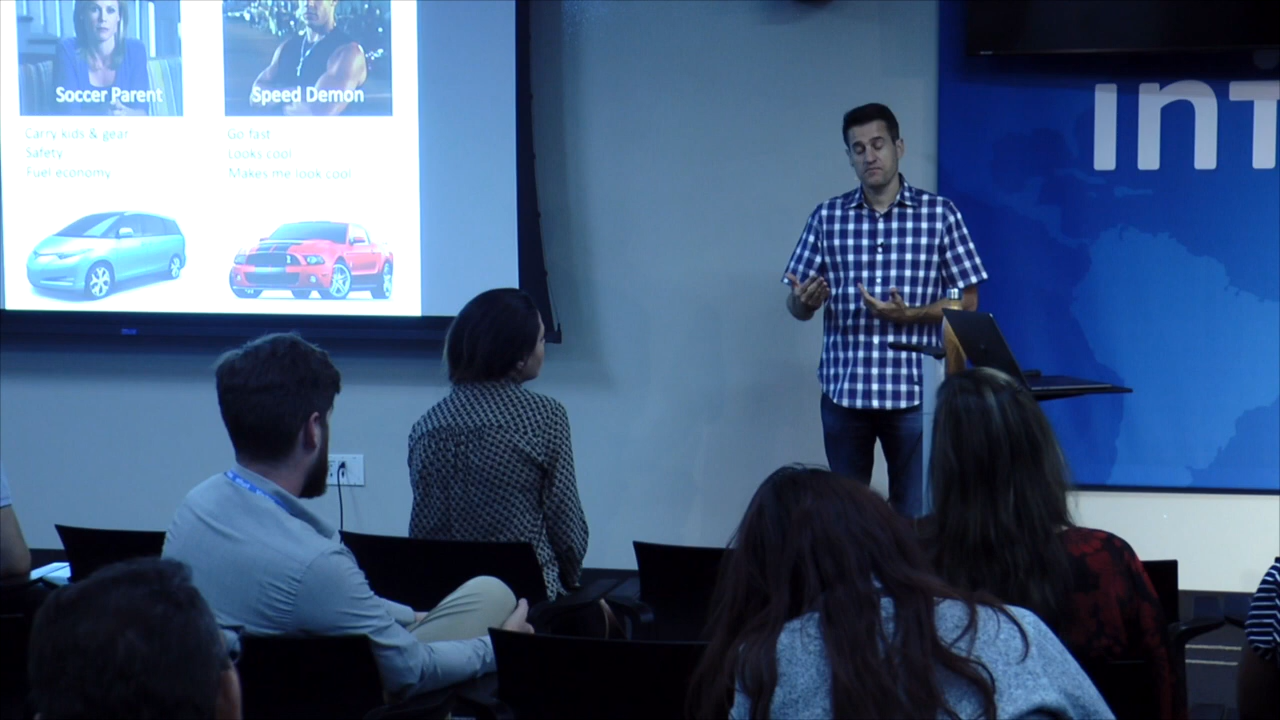 Soccer Parent
Carry kids & gear
Safety
Fuel economy
Speed Demon
Go fast
Looks cool
Makes me look cool
inT